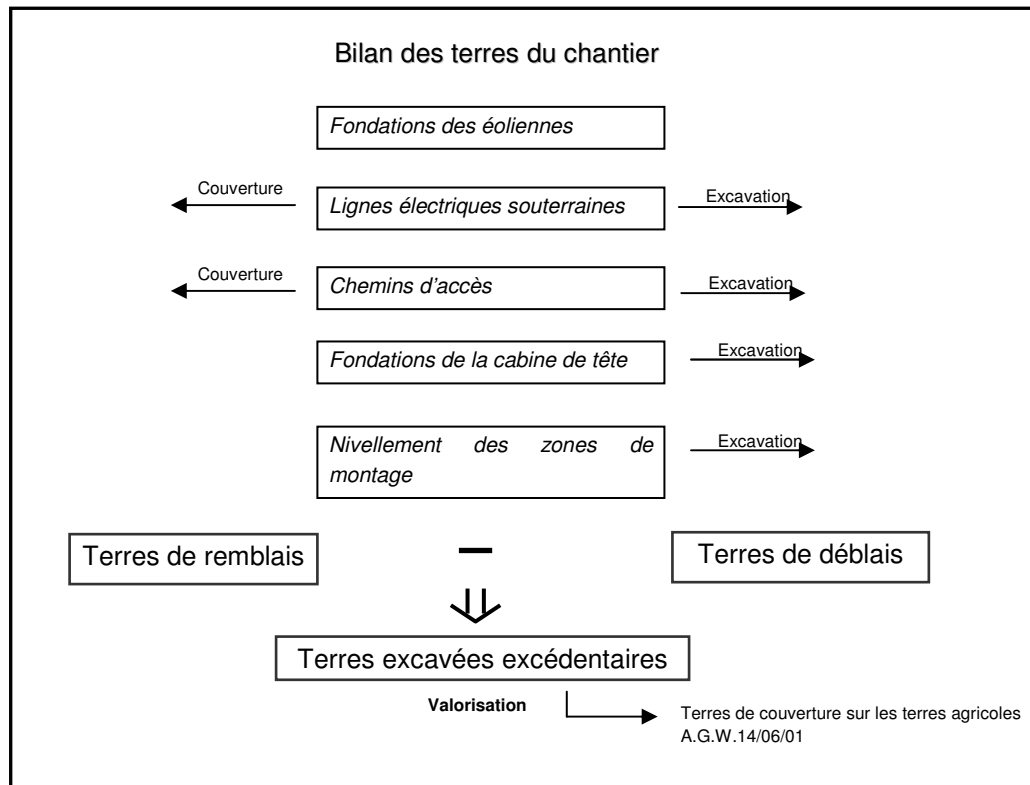 Bilan des terres du chantier
Fondations des éoliennes
Couverture
Lignes électriques souterraines
Excavation
Couverture
Chemins d'accès
Excavation
Fondations de la cabine de tête
Excavation
Nivellement des zones de
montage
Excavation
Terres de remblais
–
Terres de déblais
Terres excavées excédentaires
Valorisation
Terres de couverture sur les terres agricoles
A.G.W.14/06/01